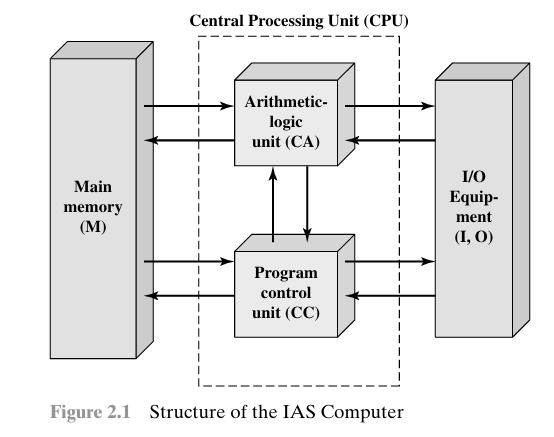 Central Processing Unit (CPU)
Arithmetic-
logic
unit (CA)
Main
memory
(M)
I/O
Equip-
ment
(I, O)
Program
control
unit (CC)
Figure 2.1 Structure of the IAS Computer